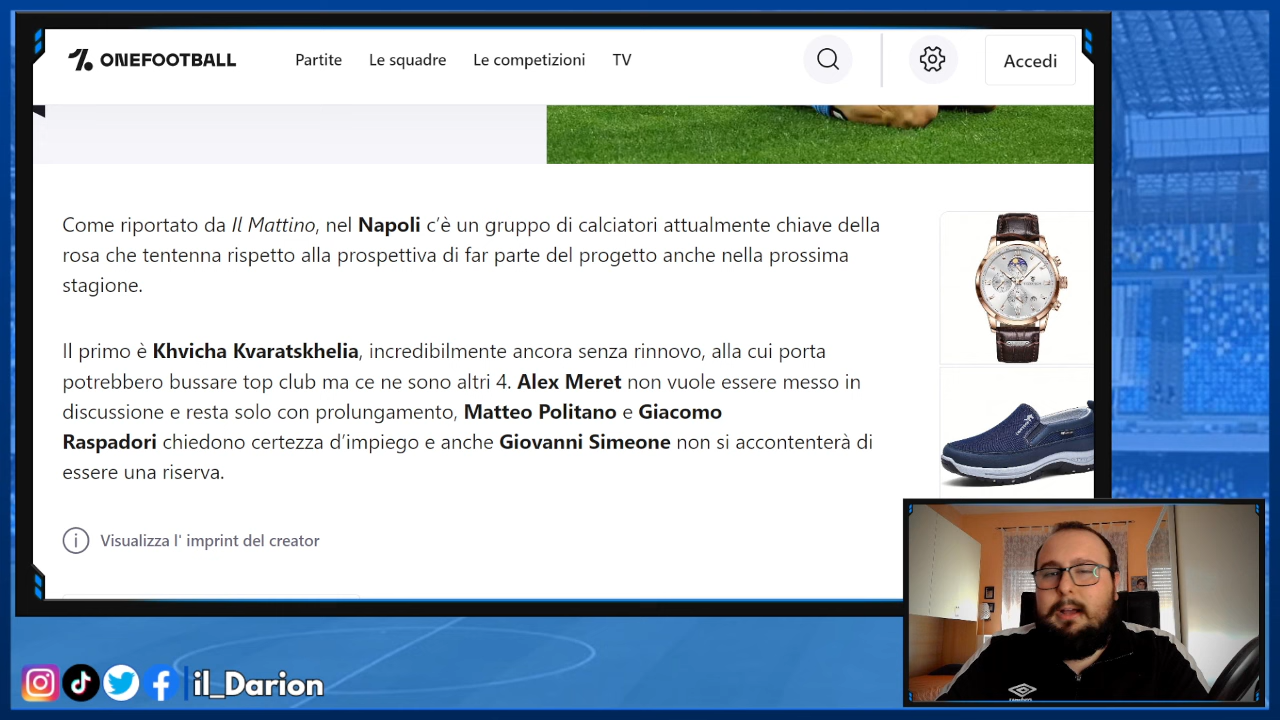 ONEFOOTBALL
Partite
Le squadre
Le competizioni
TV
Accedi
Come riportato da Il Mattino, nel Napoli c’è un gruppo di calciatori attualmente chiave della
rosa che tentenna rispetto alla prospettiva di far parte del progetto anche nella prossima
stagione.
Il primo è Khvicha Kvaratskhelia, incredibilmente ancora senza rinnovo, alla cui porta
potrebbero bussare top club ma ce ne sono altri 4. Alex Meret non vuole essere messo in
discussione e resta solo con prolungamento, Matteo Politano e Giacomo
Raspadori chiedono certezza d’impiego e anche Giovanni Simeone non si accontenterà di
essere una riserva.
Visualizza l' imprint del creator
il_Darion